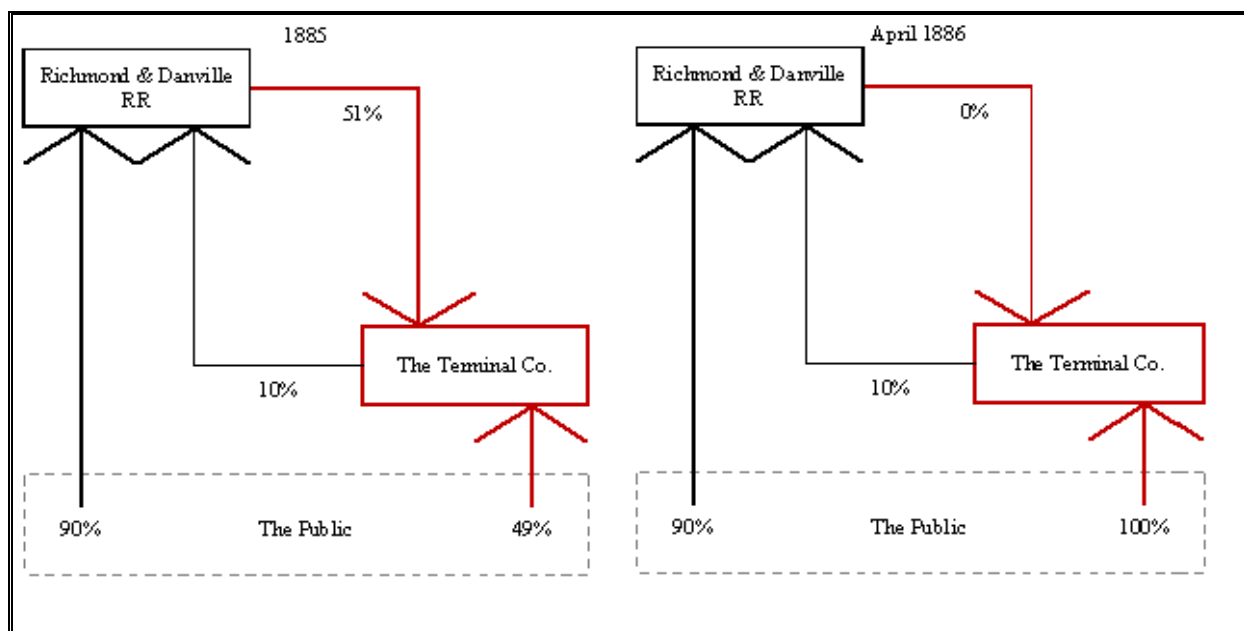 1885
Richmond & Danville
RR
51%
The Terminal Co.
10%
90%
The Public
49%
April 1886
Richmond & Danville
RR
0%
The Terminal Co.
10%
90%
The Public
100%